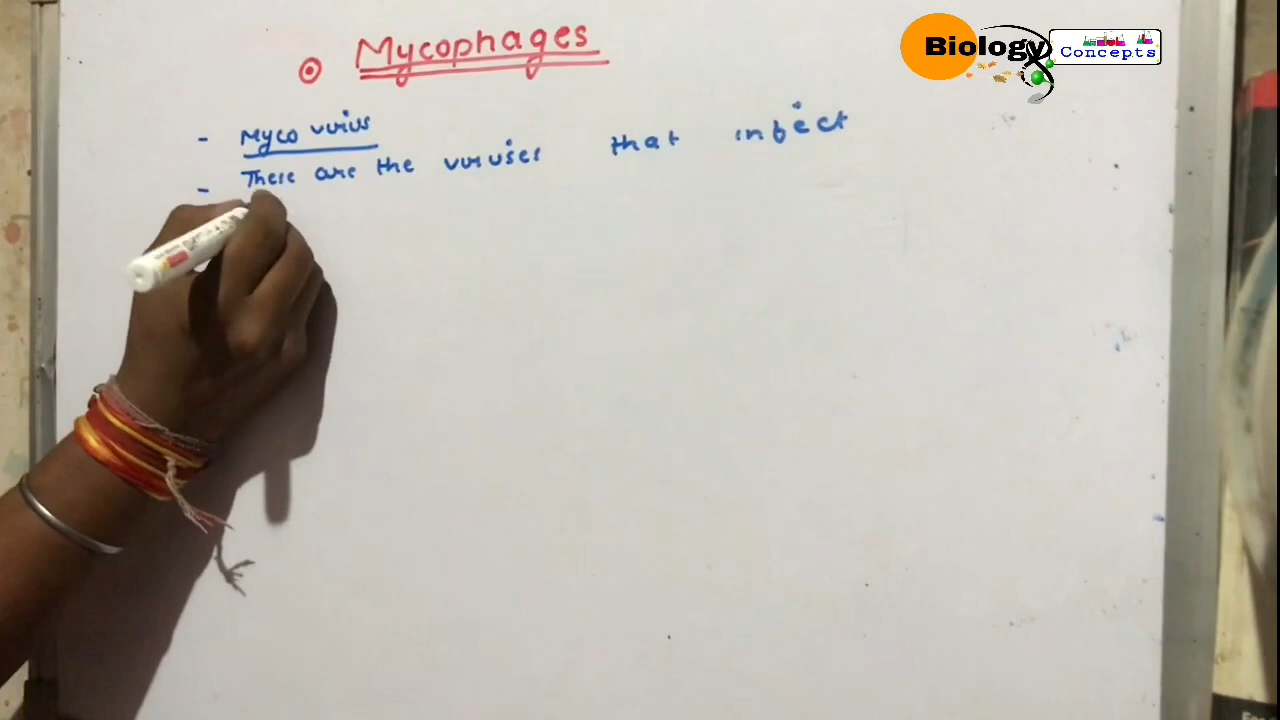 Mycophages
Biology
Concepts
- Myco virus
- There are the viruses that infect